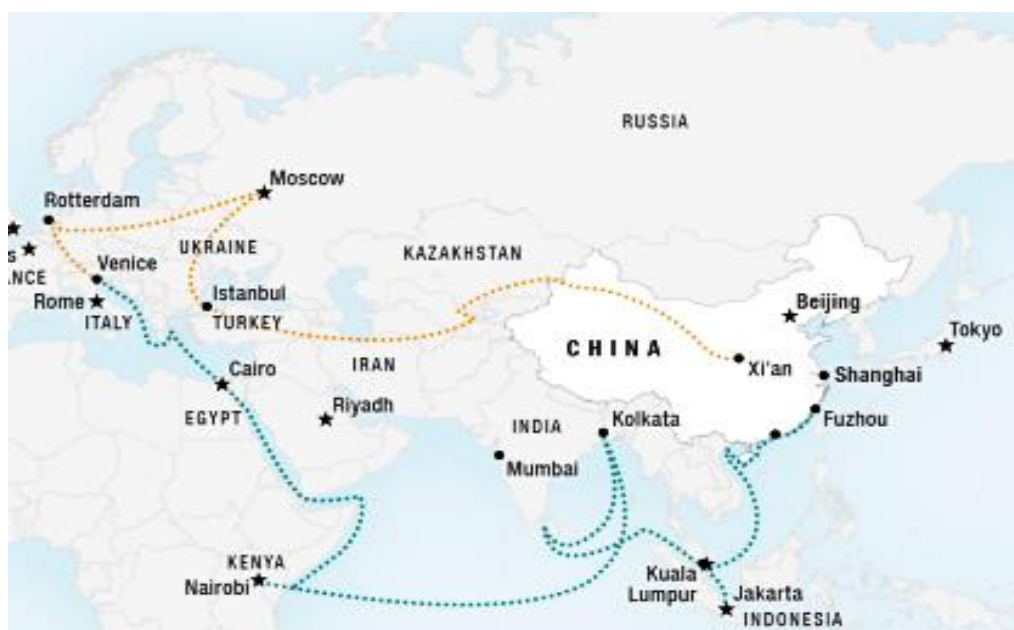 RUSSIA
Moscow
Rotterdam
UKRAINE
KAZAKHSTAN
S
ANCE
Venice
Rome
ITALY
Istanbul
TURKEY
Beijing
Tokyo
CHINA
Xi'an
Shanghai
IRAN
Cairo
EGYPT
Riyadh
INDIA
Kolkata
Fuzhou
Mumbai
KENYA
Nairobi
Kuala
Lumpur
Jakarta
INDONESIA